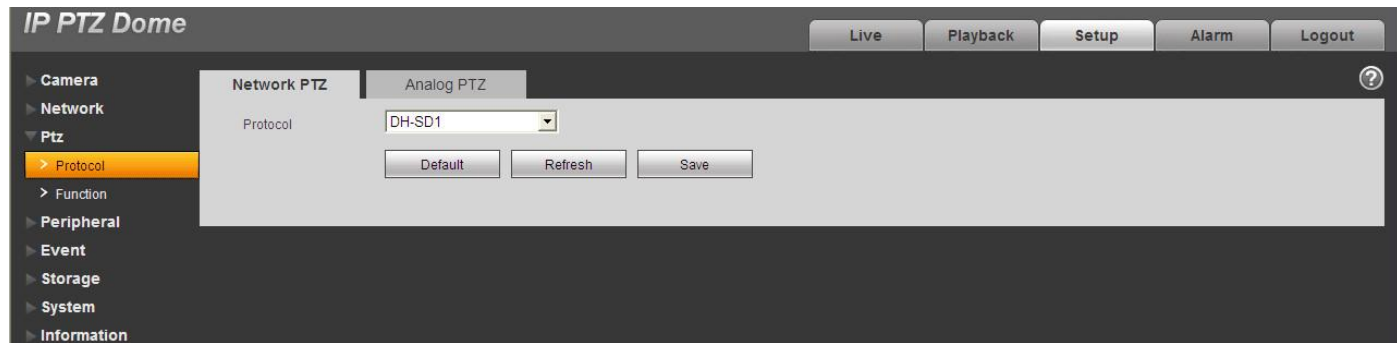 IP PTZ Dome
Live Playback Setup Alarm Logout
Camera
Network
Ptz
> Protocol
> Function
Peripheral
Event
Storage
System
Information
Network PTZ Analog PTZ
?
Protocol DH-SD1
Default Refresh Save